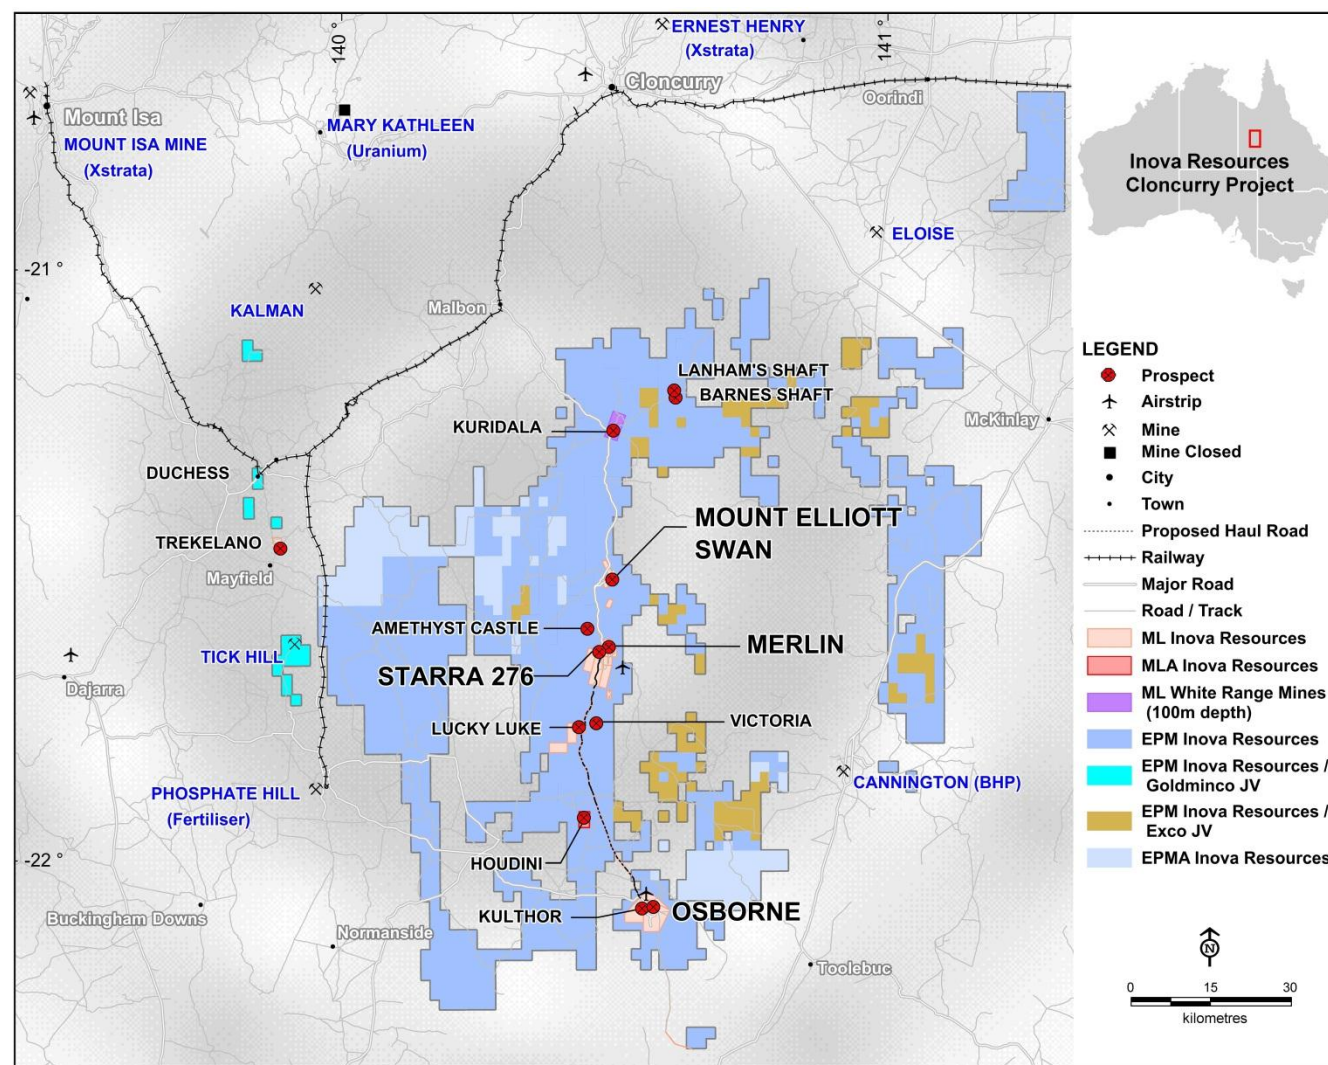 140 °
141 °
ERNEST HENRY
(Xstrata)
Cloncurry
Oorindi
Mount Isa
MOUNT ISA MINE
(Xstrata)
MARY KATHLEEN
(Uranium)
ELOISE
-21 °
KALMAN
Malbon
LANHAM'S SHAFT
BARNES SHAFT
McKinlay
KURIDALA
DUCHESS
MOUNT ELLIOTT
SWAN
TREKELANO
Mayfield
AMETHYST CASTLE
MERLIN
TICK HILL
STARRA 276
Dajarra
LUCKY LUKE
VICTORIA
PHOSPHATE HILL
(Fertiliser)
CANNINGTON (BHP)
-22 °
HOUDINI
KULTHOR
OSBORNE
Buckingham Downs
Normanside
Toolebuc
Inova Resources
Cloncurry Project
LEGEND
Prospect
Airstrip
Mine
Mine Closed
City
Town
Proposed Haul Road
Railway
Major Road
Road / Track
ML Inova Resources
MLA Inova Resources
ML White Range Mines
(100m depth)
EPM Inova Resources
EPM Inova Resources /
Goldminco JV
EPM Inova Resources /
Exco JV
EPMA Inova Resources
N
0 15 30
kilometres